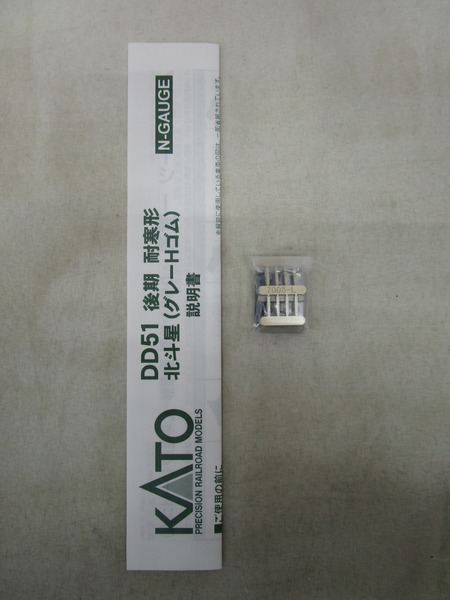 KATO
PRECISION RAILROAD MODELS
DD51 後期 耐寒形
北斗星(グレーHゴム)
説明書
N-GAUGE
■ご使用の前に
7008-L